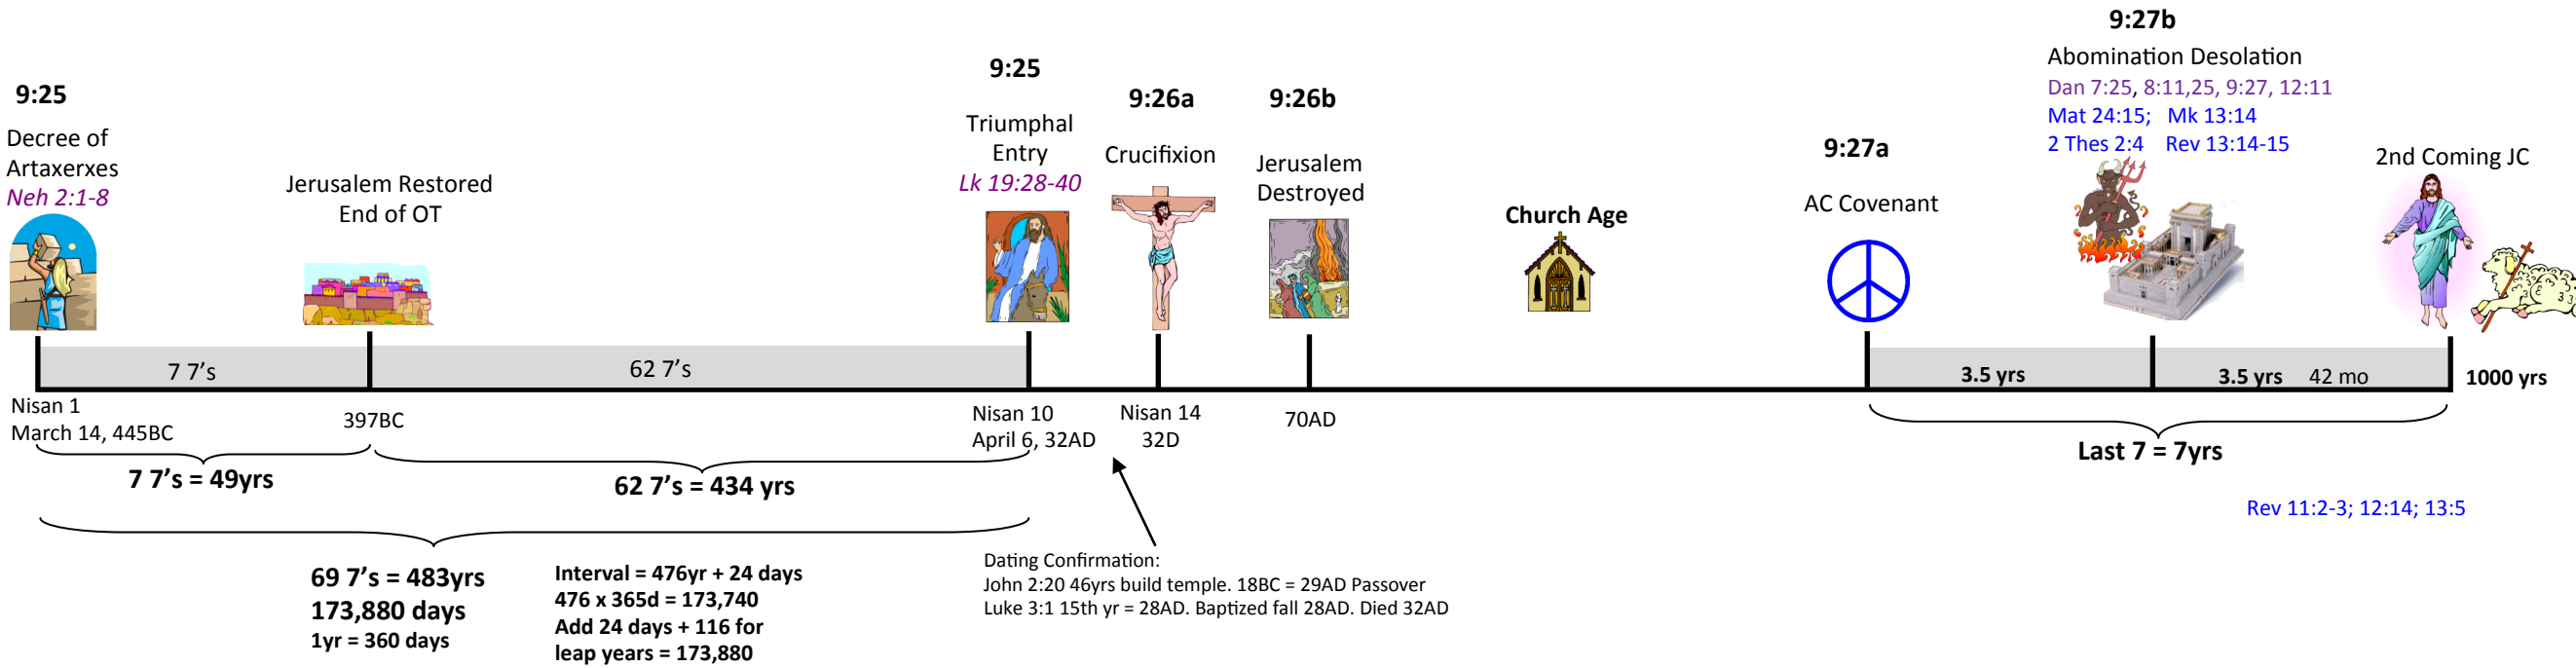 9:25
Decree of
Artaxerxes
Neh 2:1-8
Jerusalem Restored
End of OT
9:25
Triumphal
Entry
Lk 19:28-40
9:26a
Crucifixion
9:26b
Jerusalem
Destroyed
Church Age
9:27a
AC Covenant
9:27b
Abomination Desolation
Dan 7:25, 8:11,25, 9:27, 12:11
Mat 24:15;   Mk 13:14
2 Thes 2:4   Rev 13:14-15
2nd Coming JC
7 7’s
62 7’s
3.5 yrs
3.5 yrs   42 mo
1000 yrs
Nisan 1
March 14, 445BC
397BC
Nisan 10
April 6, 32AD
Nisan 14
32D
70AD
7 7’s = 49yrs
62 7’s = 434 yrs
Last 7 = 7yrs
Rev 11:2-3; 12:14; 13:5
69 7’s = 483yrs
173,880 days
1yr = 360 days
Interval = 476yr + 24 days
476 x 365d = 173,740
Add 24 days + 116 for
leap years = 173,880
Dating Confirmation:
John 2:20 46yrs build temple. 18BC = 29AD Passover
Luke 3:1 15th yr = 28AD. Baptized fall 28AD. Died 32AD